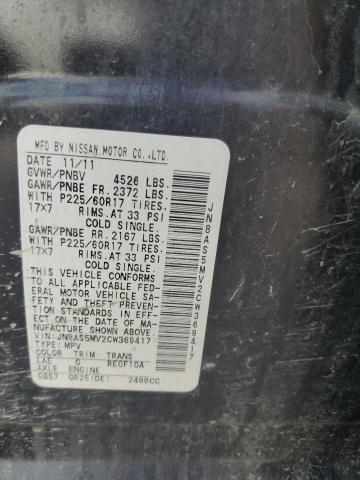 MFD BY NISSAN MOTOR CO.,LTD.
DATE 11/11
GVWR/PNBV 4526 LBS.
GAWR/PNBE FR. 2372 LBS.
WITH P225/60R17 TIRES.
17X7 RIMS.AT 33 PSI
COLD SINGLE.
GAWR/PNBE RR. 2167 LBS.
WITH P225/60R17 TIRES.
17X7 RIMS.AT 33 PSI
COLD SINGLE.
THIS VEHICLE CONFORMS
TO ALL APPLICABLE FED-
ERAL MOTOR VEHICLE SA-
FETY AND THEFT PREVEN-
TION STANDARDS IN EFF-
ECT ON THE DATE OF MA-
NUFACTURE SHOWN ABOVE.
VIN:JN8AS5MV2CW369417
TYPE:MPV
COLOR TRIM TRANS
LAE G RE0F10A
AXLE ENGINE
GB57 QR25(DE) 2488CC
JN8AS5MV2CW369417